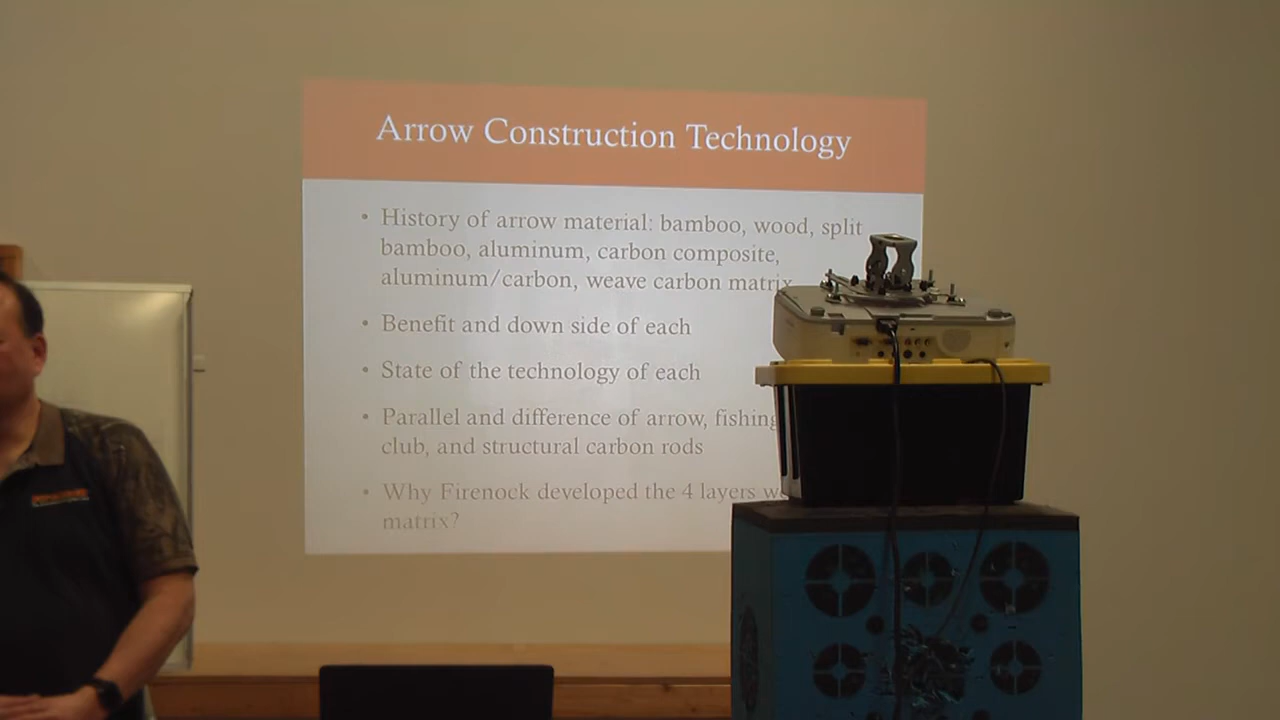 Arrow Construction Technology
• History of arrow material: bamboo, wood, split
bamboo, aluminum, carbon composite,
aluminum/carbon, weave carbon matrix
• Benefit and down side of each
• State of the technology of each
• Parallel and difference of arrow, fishing
club, and structural carbon rods
• Why Firenock developed the 4 layers
matrix?